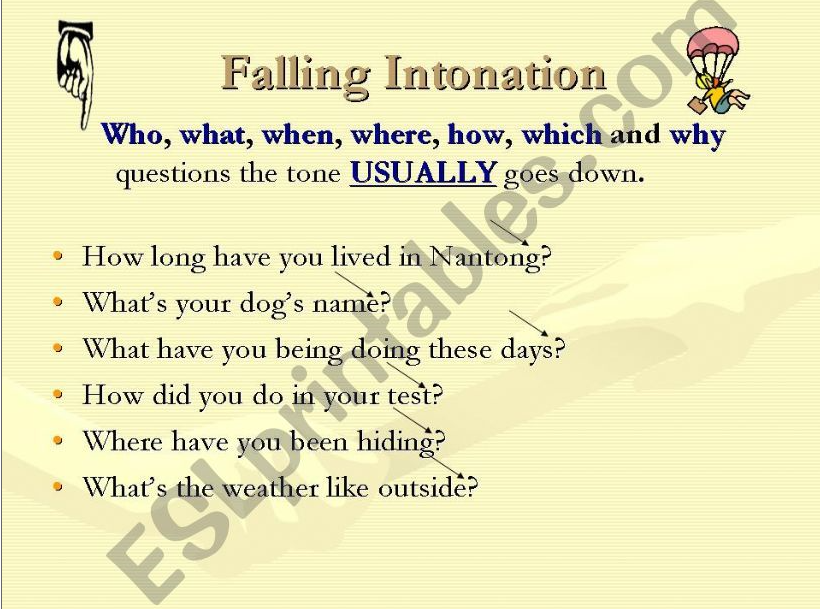 Falling Intonation
Who, what, when, where, how, which and why
questions the tone USUALLY goes down.
• How long have you lived in Nantong?
• What's your dog's name?
• What have you being doing these days?
• How did you do in your test?
• Where have you been hiding?
• What's the weather like outside?
ESLprintables.com